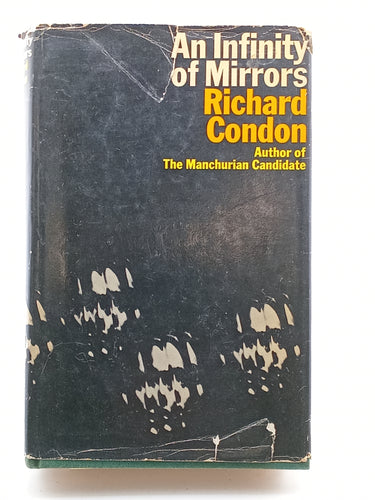 An Infinity
of Mirrors
Richard
Condon
Author of
The Manchurian Candidate